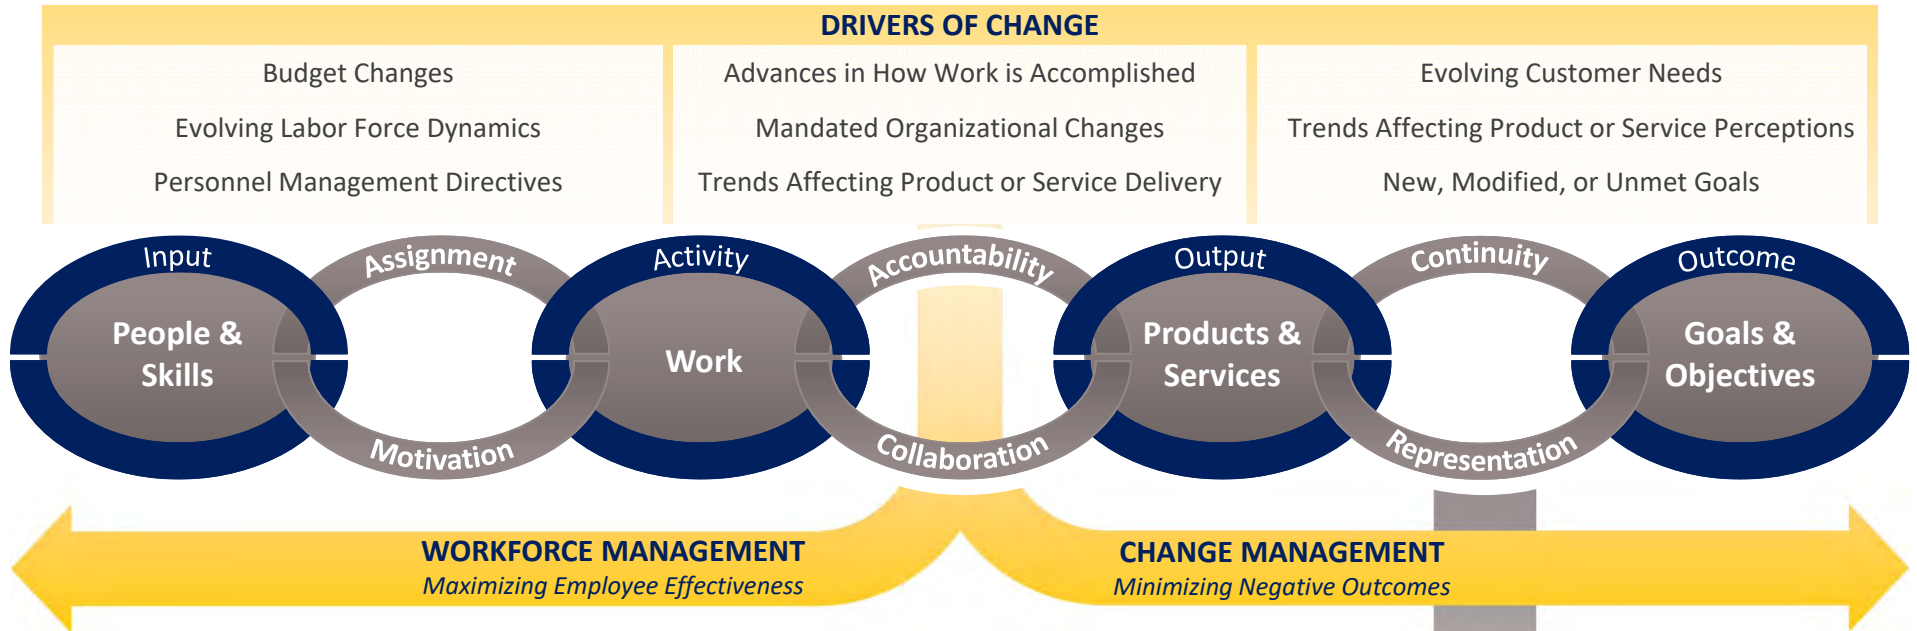 DRIVERS OF CHANGE
Budget Changes
Evolving Labor Force Dynamics
Personnel Management Directives
Advances in How Work is Accomplished
Mandated Organizational Changes
Trends Affecting Product or Service Delivery
Evolving Customer Needs
Trends Affecting Product or Service Perceptions
New, Modified, or Unmet Goals
Input
People &
Skills
Assignment
Motivation
Activity
Work
Accountability
Collaboration
Output
Products &
Services
Continuity
Representation
Outcome
Goals &
Objectives
WORKFORCE MANAGEMENT
Maximizing Employee Effectiveness
CHANGE MANAGEMENT
Minimizing Negative Outcomes